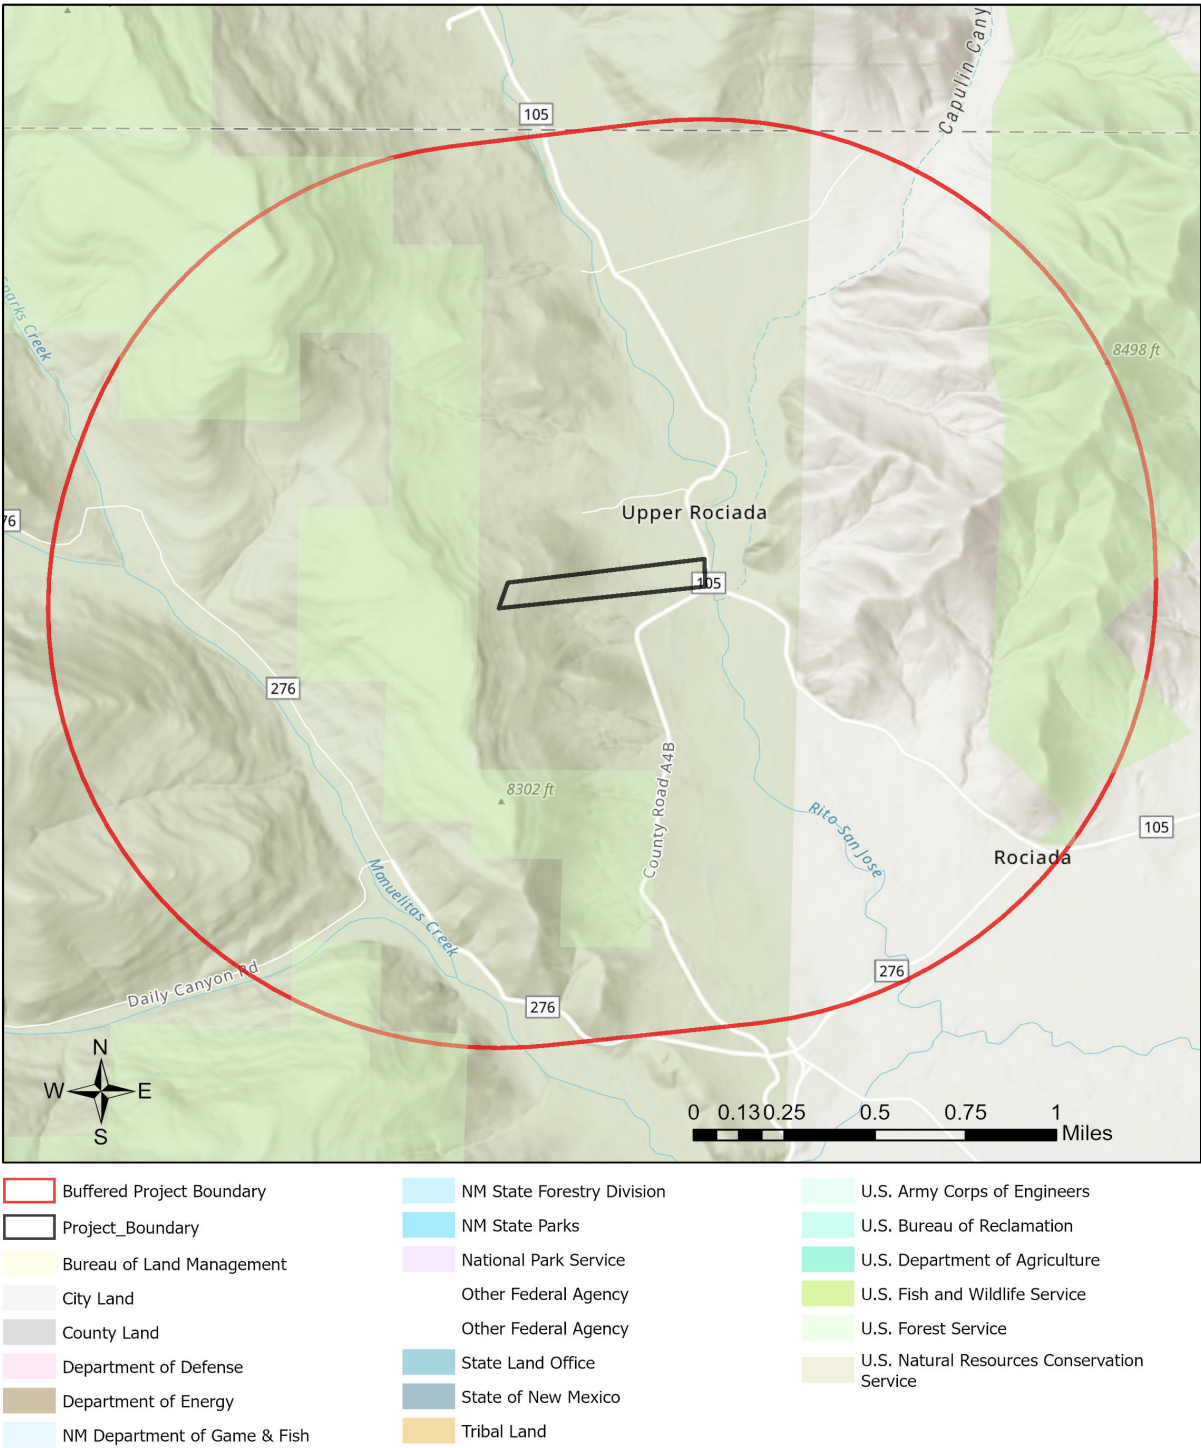 105
Capulin Cany
Sparks Creek
8498 ft
76
Upper Rociada
105
276
8302 ft
County Road A4B
Rito San Jose
105
Rociada
Manuelitas Creek
276
Daily Canyon Rd
276
N
W E
S
0 0.13 0.25 0.5 0.75 1
Miles
Buffered Project Boundary
Project_Boundary
Bureau of Land Management
City Land
County Land
Department of Defense
Department of Energy
NM Department of Game & Fish
NM State Forestry Division
NM State Parks
National Park Service
Other Federal Agency
Other Federal Agency
State Land Office
State of New Mexico
Tribal Land
U.S. Army Corps of Engineers
U.S. Bureau of Reclamation
U.S. Department of Agriculture
U.S. Fish and Wildlife Service
U.S. Forest Service
U.S. Natural Resources Conservation
Service